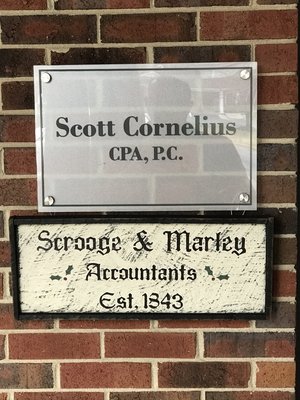 Scott Cornelius
CPA, P.C.
Scrooge & Marley
Accountants
Est. 1843